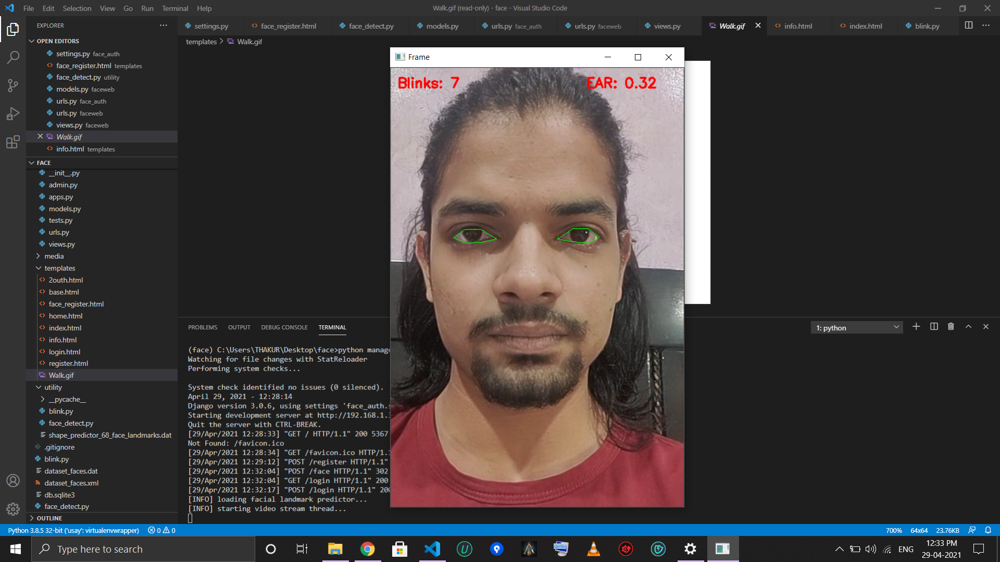 File Edit Selection View Go Run Terminal Help
Walk.gif (read-only) - face - Visual Studio Code
EXPLORER
settings.py
face_register.html
face_detect.py
models.py
urls.py face_auth
urls.py faceweb
views.py
Walk.gif
info.html
index.html
blink.py
templates > Walk.gif
OPEN EDITORS
settings.py face_auth
face_register.html templates
face_detect.py utility
models.py faceweb
urls.py face_auth
urls.py faceweb
views.py faceweb
Walk.gif
info.html templates
FACE
__init__.py
admin.py
apps.py
models.py
tests.py
urls.py
views.py
media
templates
2outh.html
base.html
face_register.html
home.html
index.html
info.html
login.html
register.html
Walk.gif
utility
__pycache__
blink.py
face_detect.py
shape_predictor_68_face_landmarks.dat
.gitignore
blink.py
dataset_faces.dat
dataset_faces.xml
db.sqlite3
face_detect.py
OUTLINE
Frame
Blinks: 7
EAR: 0.32
PROBLEMS OUTPUT DEBUG CONSOLE TERMINAL
1: python
(face) C:\Users\THAKUR\Desktop\face>python manage
Watching for file changes with StatReloader
Performing system checks...
System check identified no issues (0 silenced).
April 29, 2021 - 12:28:14
Django version 3.0.6, using settings 'face_auth.s
Starting development server at http://192.168.1.3
Quit the server with CTRL-BREAK.
[29/Apr/2021 12:28:33] "GET / HTTP/1.1" 200 5367
Not Found: /favicon.ico
[29/Apr/2021 12:28:34] "GET /favicon.ico HTTP/1.1
[29/Apr/2021 12:29:12] "POST /register HTTP/1.1"
[29/Apr/2021 12:32:04] "POST /face HTTP/1.1" 302
[29/Apr/2021 12:32:04] "GET /login HTTP/1.1" 200
[29/Apr/2021 12:32:17] "POST /login HTTP/1.1" 200
[INFO] loading facial landmark predictor...
[INFO] starting video stream thread...
Python 3.8.5 32-bit ('usay': virtualenvwrapper) 0 0
700% 64x64 23.76KB
Type here to search
ENG
12:33 PM
29-04-2021